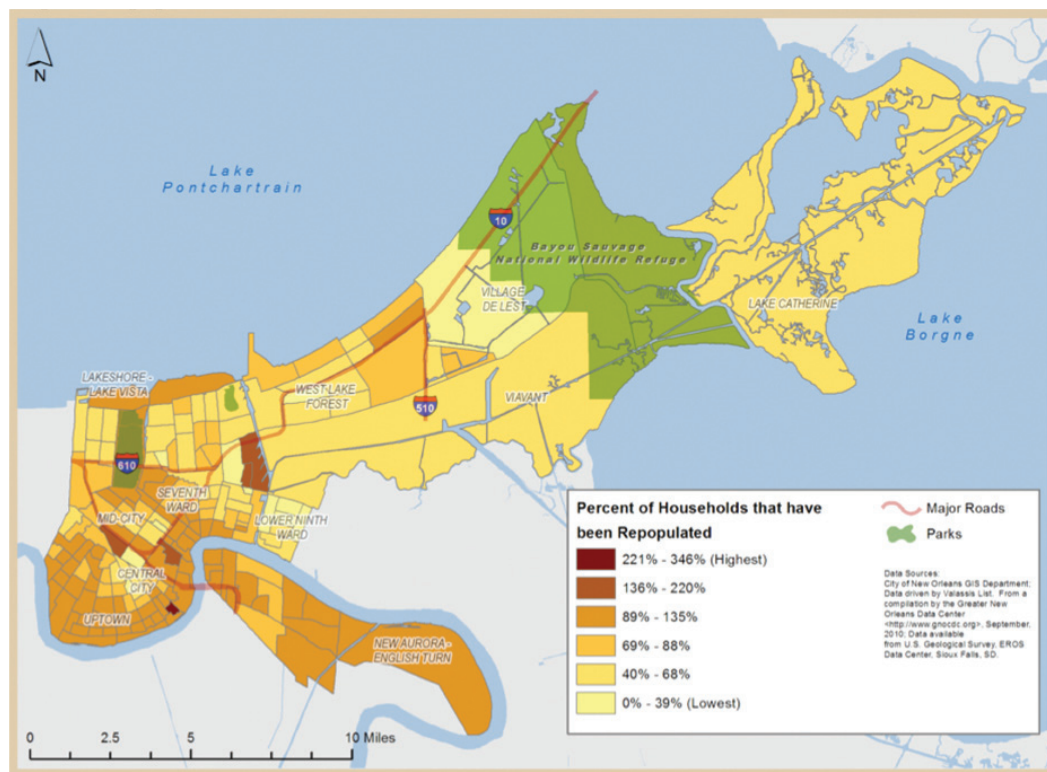 N
Lake
Pontchartrain
10
Bayou Sauvage
National Wildlife Refuge
VILLAGE
DE LEST
LAKE CATHERINE
Lake
Borgne
LAKESHORE -
LAKE VISTA
WEST LAKE
FOREST
VIAVANT
510
610
SEVENTH
WARD
MID-CITY
LOWER NINTH
WARD
CENTRAL
CITY
UPTOWN
NEW AURORA -
ENGLISH TURN
Percent of Households that have
been Repopulated
221% - 346% (Highest)
136% - 220%
89% - 135%
69% - 88%
40% - 68%
0% - 39% (Lowest)
Major Roads
Parks
Data Sources:
City of New Orleans GIS Department;
Data driven by Valassis List. From a
compilation by the Greater New
Orleans Data Center
<http://www.gnocdc.org>, September,
2010; Data available
from U.S. Geological Survey, EROS
Data Center, Sioux Falls, SD.
0 2.5 5 10 Miles